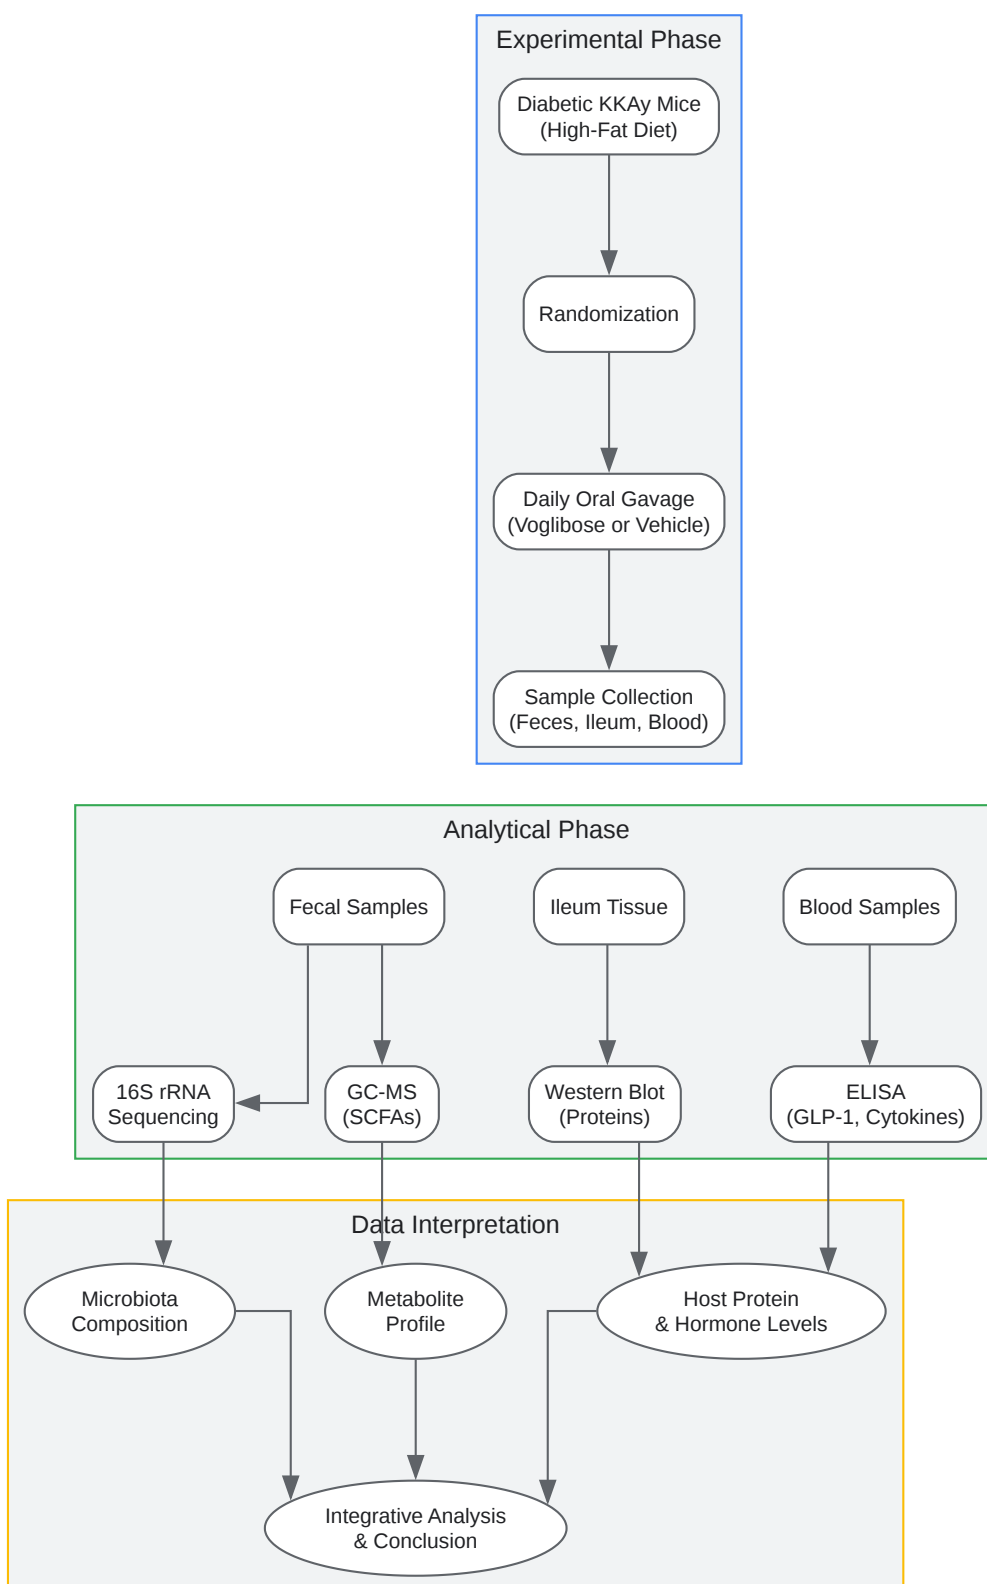 Experimental Phase
Diabetic KKAy Mice
(High-Fat Diet)
Randomization
Daily Oral Gavage
(Voglibose or Vehicle)
Sample Collection
(Feces, Ileum, Blood)
Analytical Phase
Fecal Samples
Ileum Tissue
Blood Samples
16S rRNA
Sequencing
GC-MS
(SCFAs)
Western Blot
(Proteins)
ELISA
(GLP-1, Cytokines)
Data Interpretation
Microbiota
Composition
Metabolite
Profile
Host Protein
& Hormone Levels
Integrative Analysis
& Conclusion